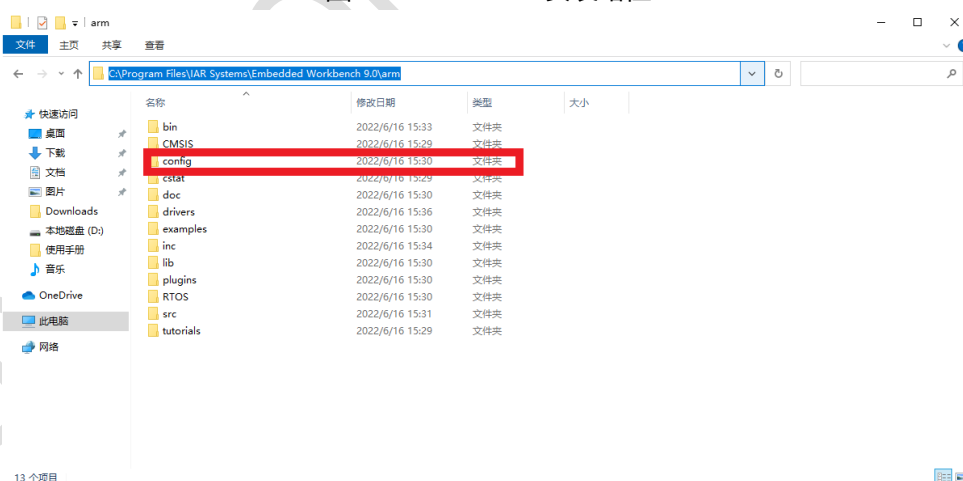 arm
文件 主页 共享 查看
C:\Program Files\IAR Systems\Embedded Workbench 9.0\arm
名称 修改日期 类型 大小
快速访问
桌面
下载
文档
图片
Downloads
本地磁盘 (D:)
使用手册
音乐
OneDrive
此电脑
网络
bin 2022/6/16 15:33 文件夹
CMSIS 2022/6/16 15:29 文件夹
config 2022/6/16 15:30 文件夹
cstat 2022/6/16 15:29 文件夹
doc 2022/6/16 15:30 文件夹
drivers 2022/6/16 15:36 文件夹
examples 2022/6/16 15:30 文件夹
inc 2022/6/16 15:34 文件夹
lib 2022/6/16 15:30 文件夹
plugins 2022/6/16 15:30 文件夹
RTOS 2022/6/16 15:30 文件夹
src 2022/6/16 15:31 文件夹
tutorials 2022/6/16 15:29 文件夹
13 个项目